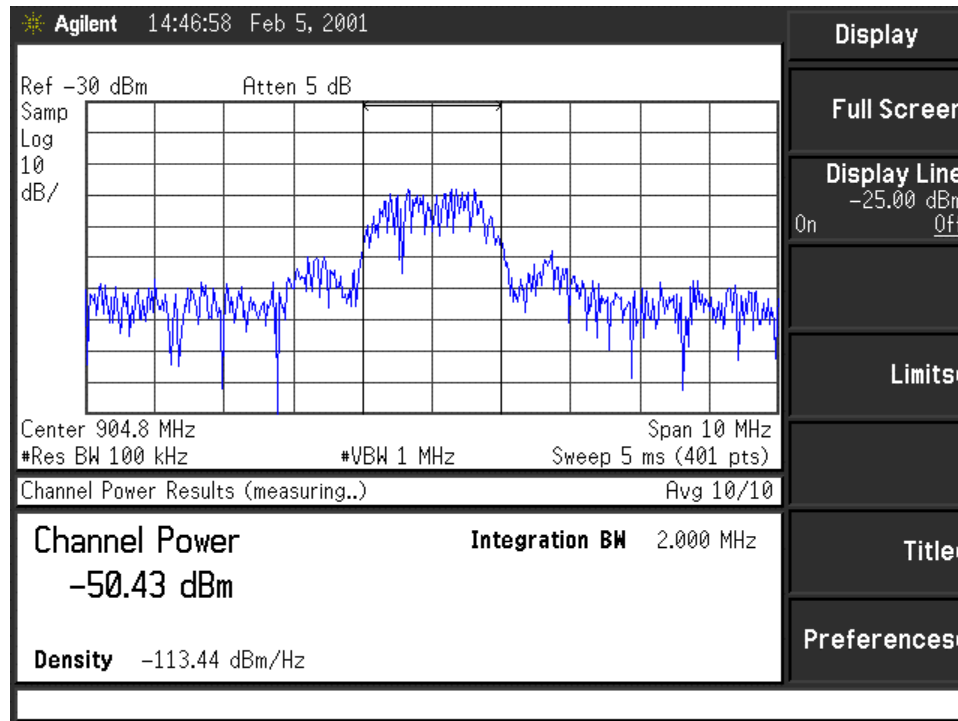 Agilent 14:46:58 Feb 5, 2001
Ref -30 dBm Atten 5 dB
Samp
Log
10
dB/
Center 904.8 MHz Span 10 MHz
#Res BW 100 kHz #VBW 1 MHz Sweep 5 ms (401 pts)
Channel Power Results (measuring..) Avg 10/10
Channel Power Integration BW 2.000 MHz
-50.43 dBm
Density -113.44 dBm/Hz
Display
Full Screen
Display Line
-25.00 dBm
On Off
Limits
Title
Preferences